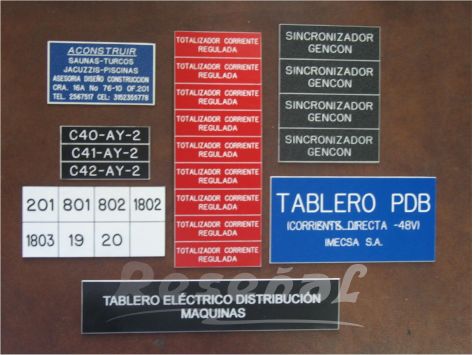 ACONSTRUIR
SAUNAS-TURCOS
JACUZZIS-PISCINAS
ASESORIA DISEÑO CONSTRUCCION
CRA. 16A No 76-10 OF.201
TEL. 2567517 CEL: 3152355778
C40-AY-2
C41-AY-2
C42-AY-2
201 801 802 1802
1803 19 20
TOTALIZADOR CORRIENTE
REGULADA
TOTALIZADOR CORRIENTE
REGULADA
TOTALIZADOR CORRIENTE
REGULADA
TOTALIZADOR CORRIENTE
REGULADA
TOTALIZADOR CORRIENTE
REGULADA
TOTALIZADOR CORRIENTE
REGULADA
TOTALIZADOR CORRIENTE
REGULADA
TOTALIZADOR CORRIENTE
REGULADA
TOTALIZADOR CORRIENTE
REGULADA
SINCRONIZADOR
GENCON
SINCRONIZADOR
GENCON
SINCRONIZADOR
GENCON
SINCRONIZADOR
GENCON
TABLERO PDB
(CORRIENTE DIRECTA -48V)
IMECSA S.A.
Reseñal
TABLERO ELÉCTRICO DISTRIBUCIÓN
MAQUINAS